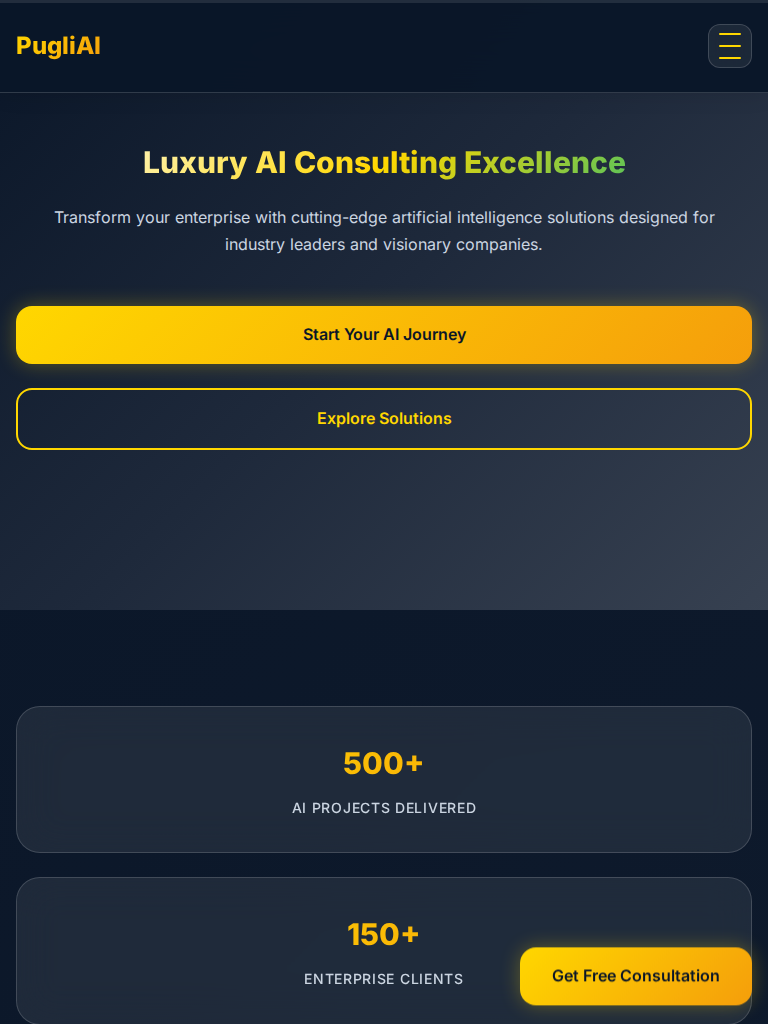 PugliAI
Luxury AI Consulting Excellence
Transform your enterprise with cutting-edge artificial intelligence solutions designed for
industry leaders and visionary companies.
Start Your AI Journey
Explore Solutions
500+
AI PROJECTS DELIVERED
150+
ENTERPRISE CLIENTS
Get Free Consultation